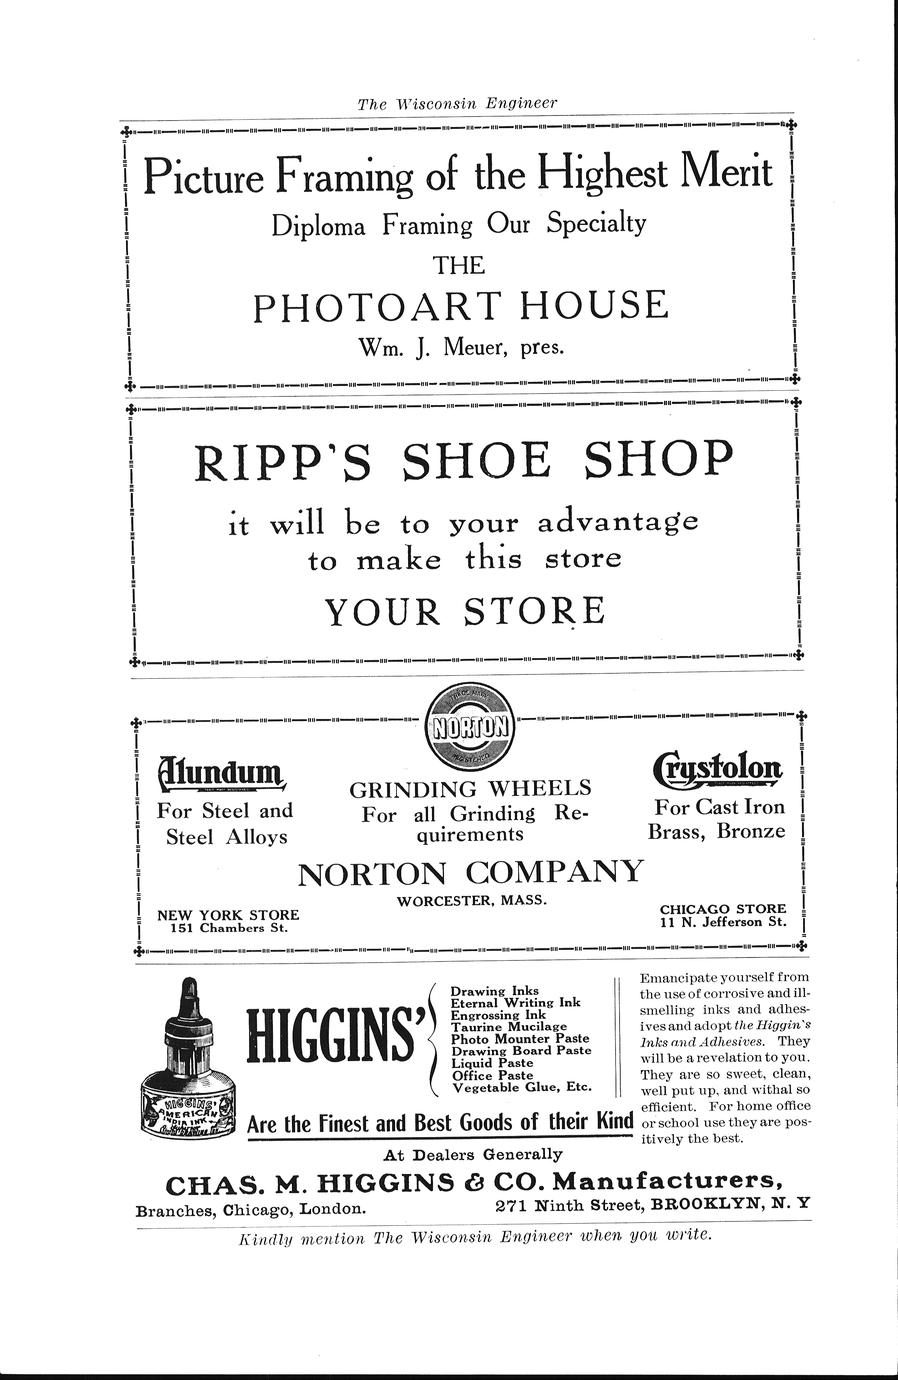 The Wisconsin Engineer
Picture Framing of the Highest Merit
Diploma Framing Our Specialty
THE
PHOTOART HOUSE
Wm. J. Meuer, pres.
RIPP'S SHOE SHOP
it will be to your advantage
to make this store
YOUR STORE
TRADE MARK
NORTON
REGISTERED
Alundum
For Steel and
Steel Alloys
GRINDING WHEELS
For all Grinding Re-
quirements
Crystolon
For Cast Iron
Brass, Bronze
NORTON COMPANY
WORCESTER, MASS.
NEW YORK STORE
151 Chambers St.
CHICAGO STORE
11 N. Jefferson St.
HIGGINS'
AMERICAN
INDIA INK
HIGGINS'
Drawing Inks
Eternal Writing Ink
Engrossing Ink
Taurine Mucilage
Photo Mounter Paste
Drawing Board Paste
Liquid Paste
Office Paste
Vegetable Glue, Etc.
Are the Finest and Best Goods of their Kind
Emancipate yourself from
the use of corrosive and ill-
smelling inks and adhes-
ives and adopt the Higgin's
Inks and Adhesives. They
will be a revelation to you.
They are so sweet, clean,
well put up, and withal so
efficient. For home office
or school use they are pos-
itively the best.
At Dealers Generally
CHAS. M. HIGGINS & CO. Manufacturers,
Branches, Chicago, London.
271 Ninth Street, BROOKLYN, N. Y
Kindly mention The Wisconsin Engineer when you write.